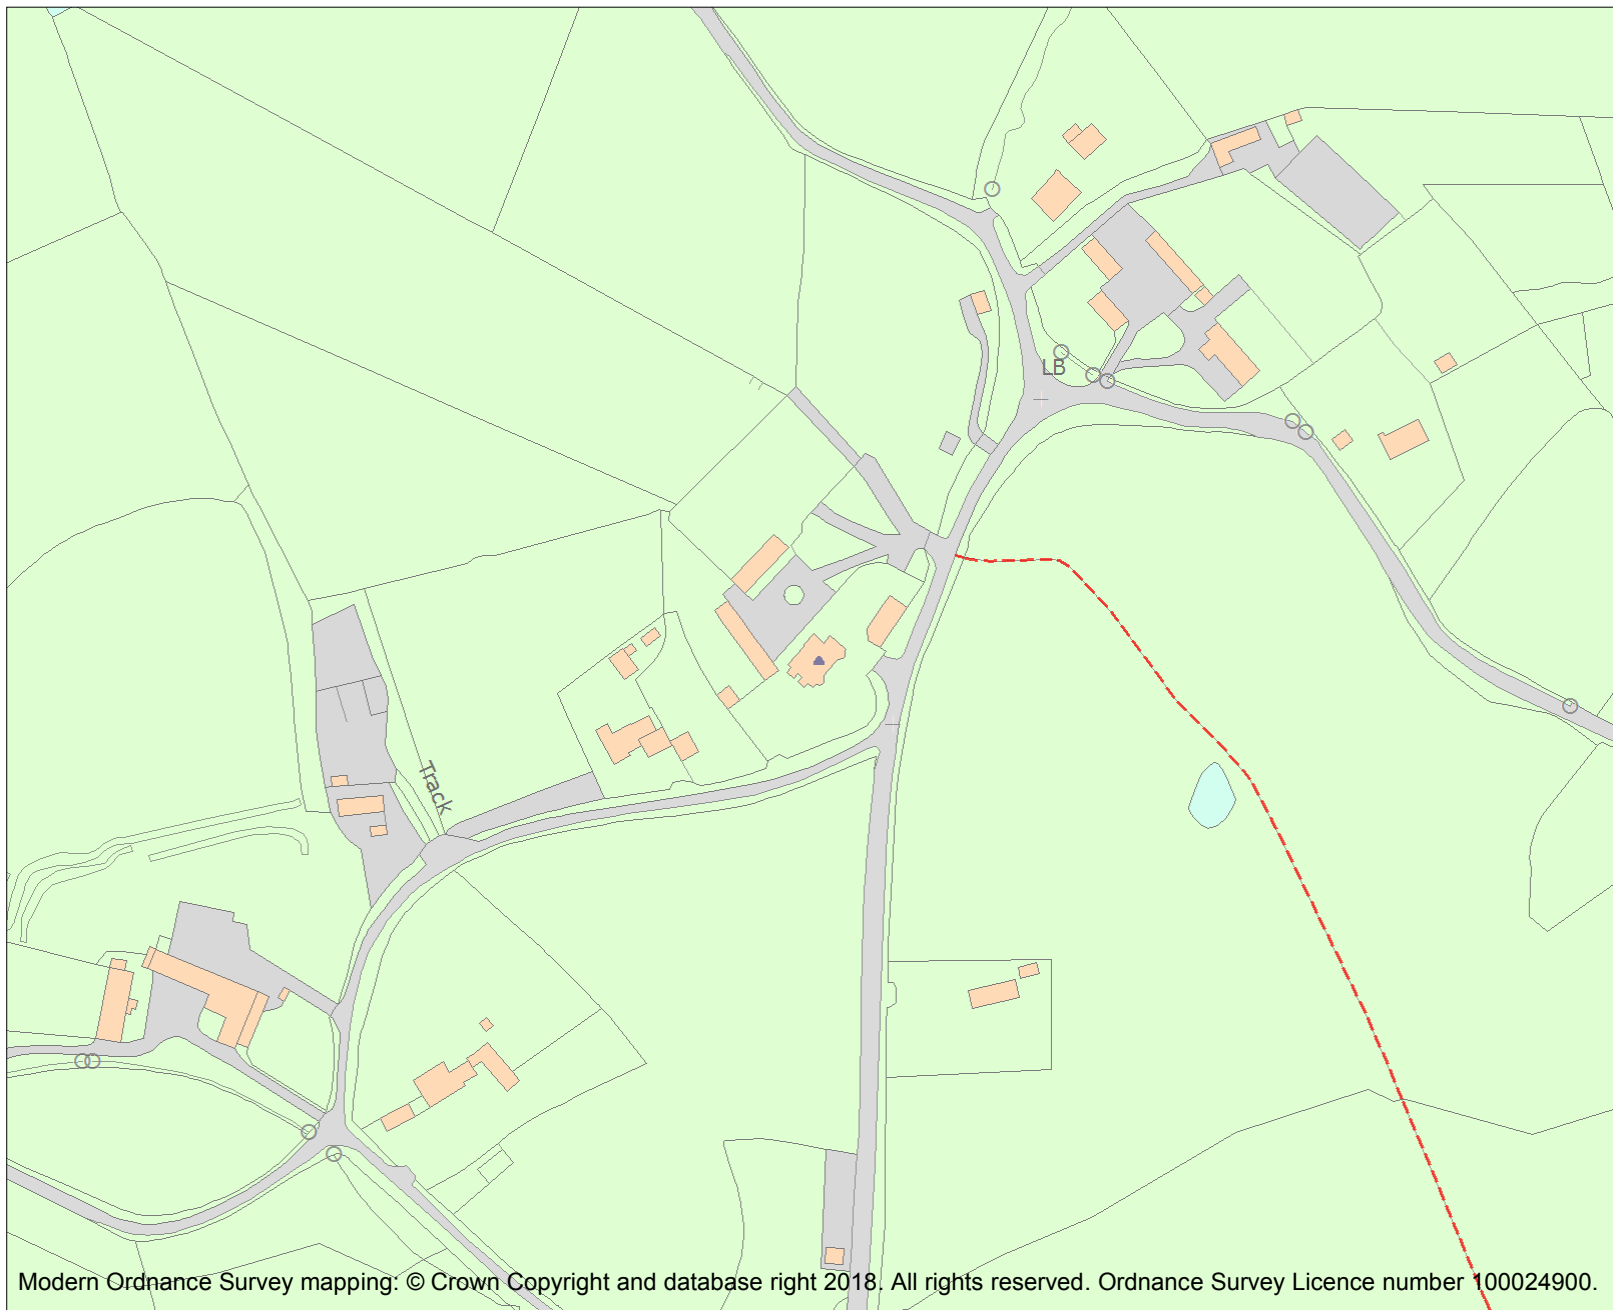 LB
Track
Modern Ordnance Survey mapping: © Crown Copyright and database right 2018. All rights reserved. Ordnance Survey Licence number 100024900.